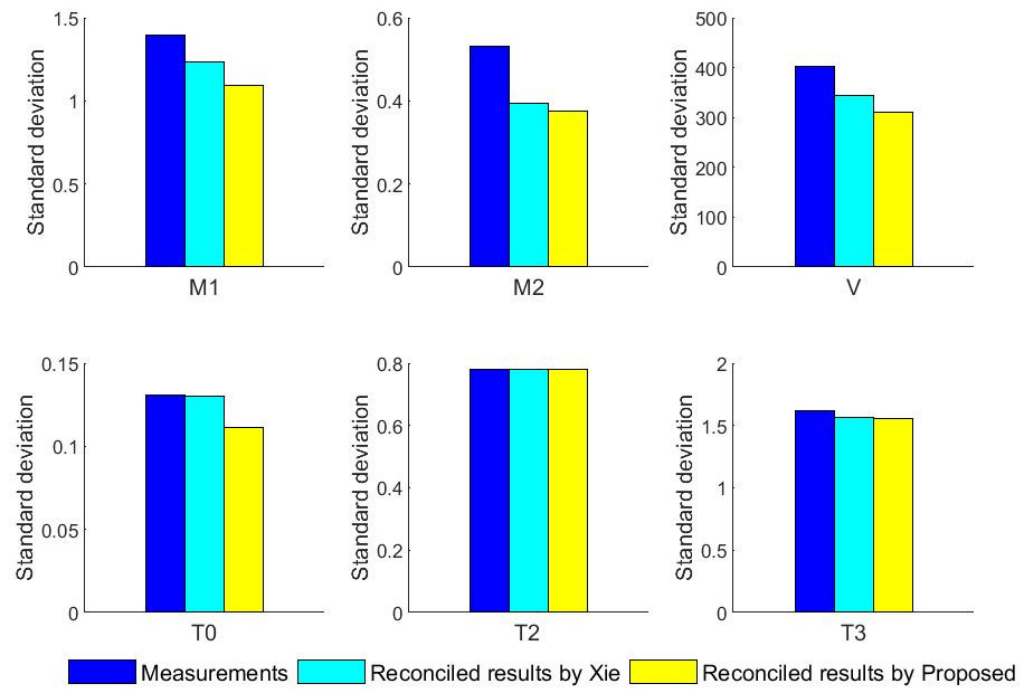 Standard deviation
1.5
1
0.5
0
M1
Standard deviation
0.6
0.4
0.2
0
M2
Standard deviation
500
400
300
200
100
0
V
Standard deviation
0.15
0.1
0.05
0
T0
Standard deviation
0.8
0.6
0.4
0.2
0
T2
Standard deviation
2
1.5
1
0.5
0
T3
Measurements Reconciled results by Xie Reconciled results by Proposed